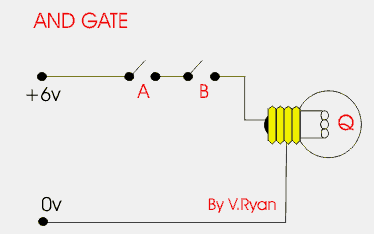 AND GATE
+6v
A
B
Q
0v
By V.Ryan